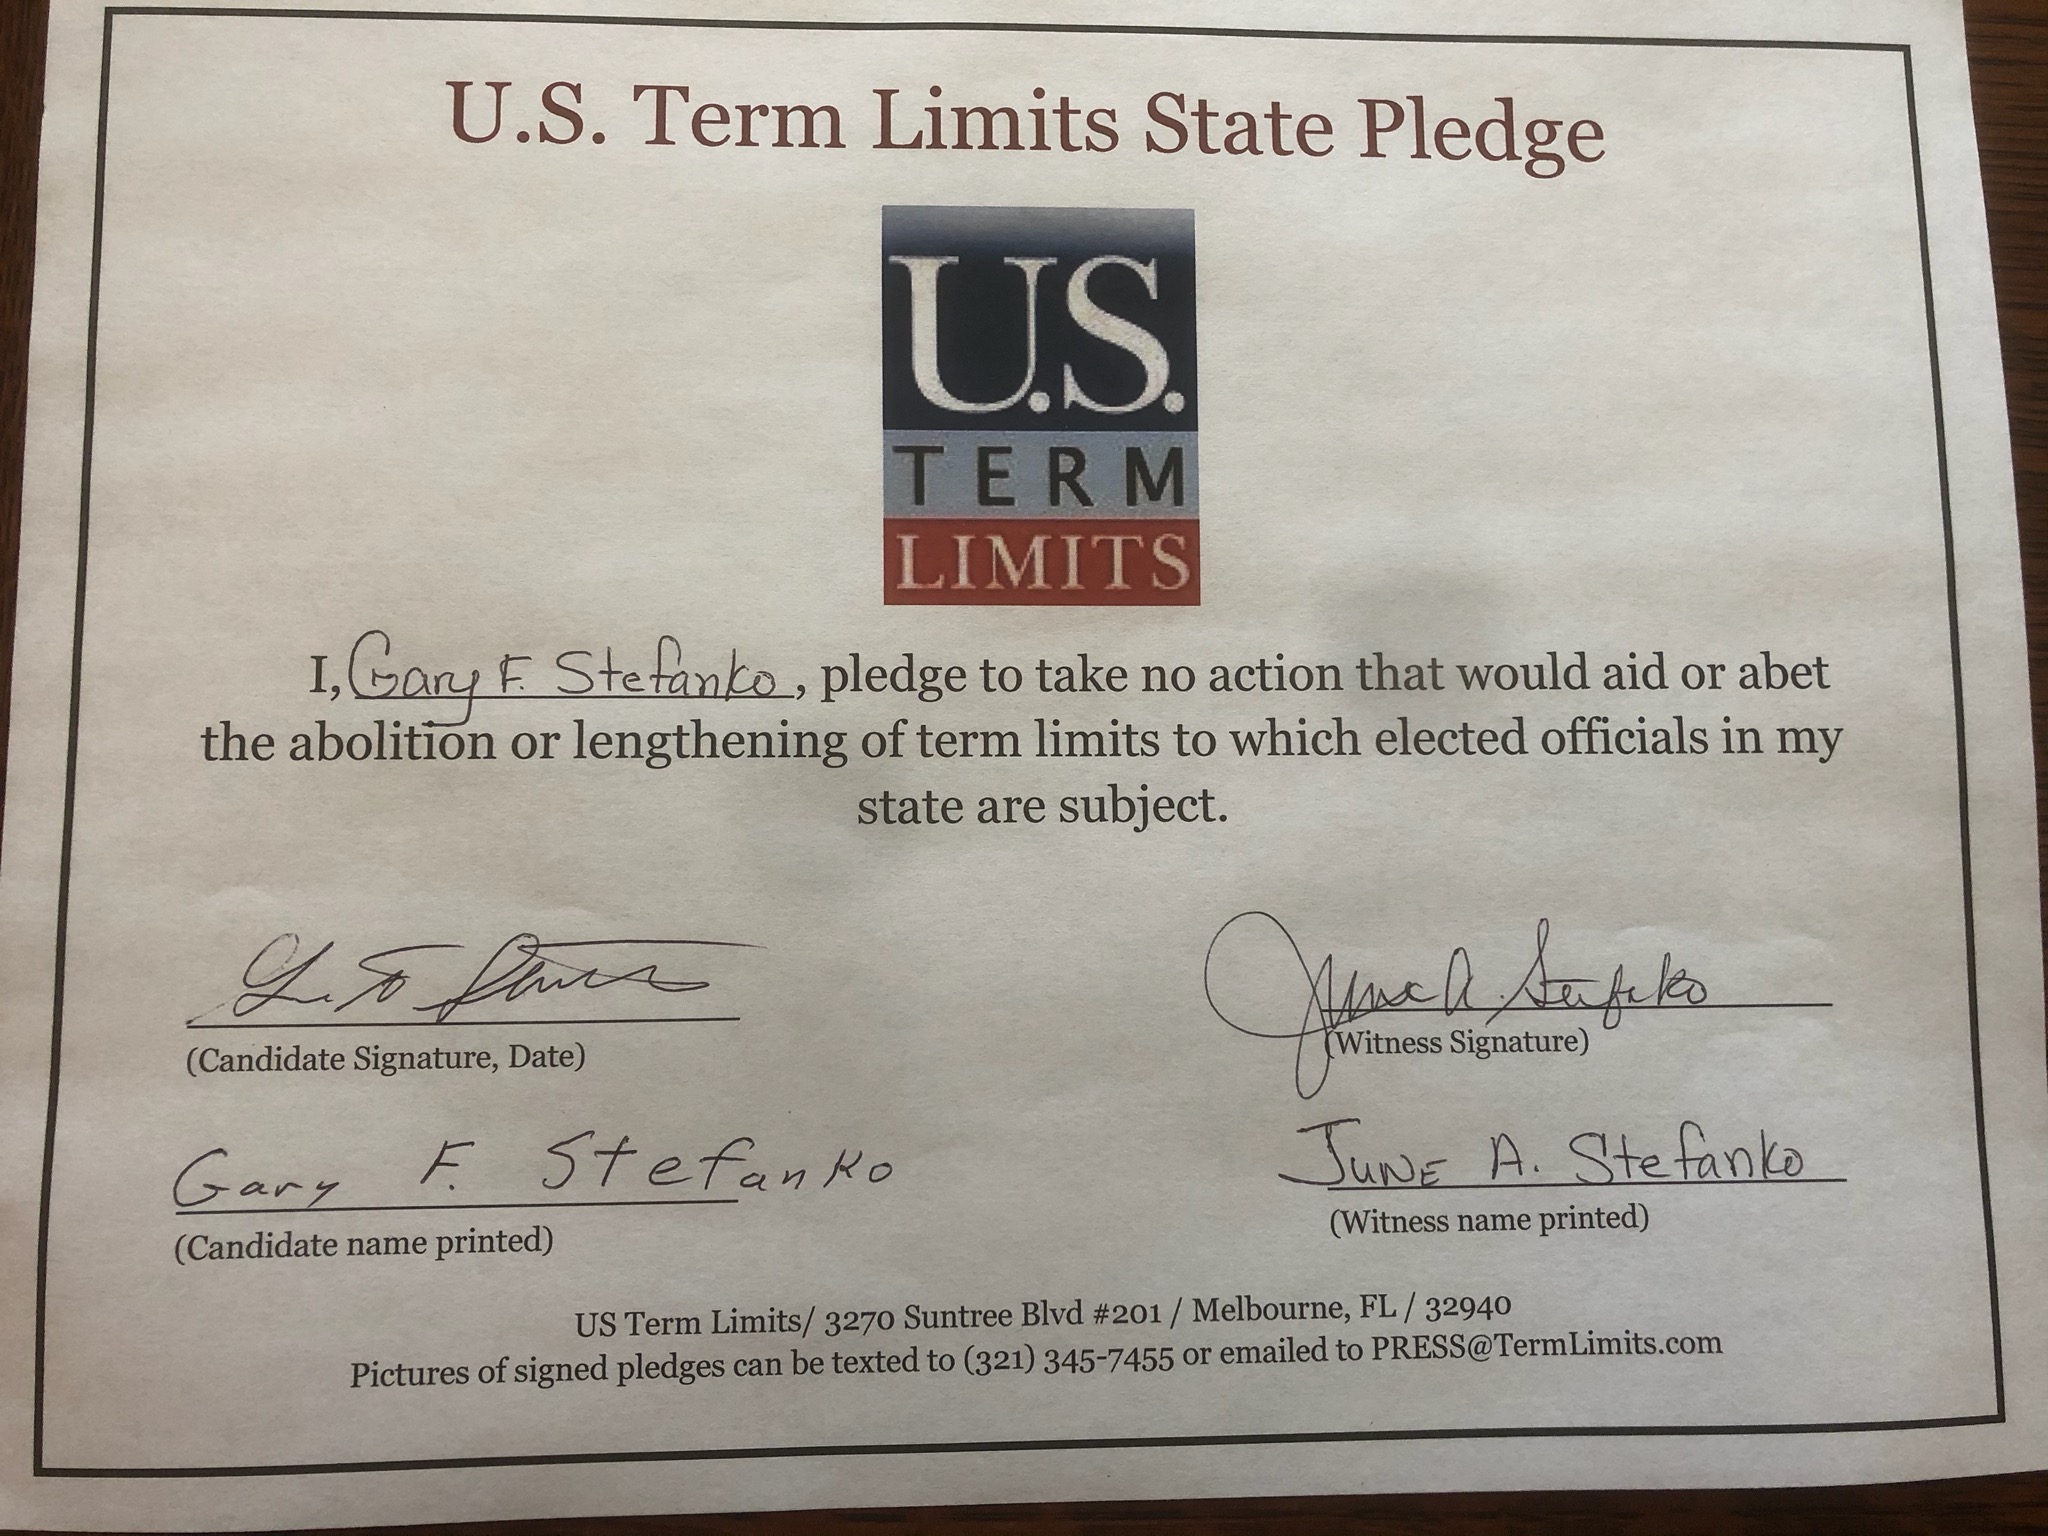 U.S. Term Limits State Pledge
U.S.
TERM
LIMITS
I, Gary F. Stefanko, pledge to take no action that would aid or abet
the abolition or lengthening of term limits to which elected officials in my
state are subject.
June A. Stefanko
(Candidate Signature, Date)
(Witness Signature)
Gary F. Stefanko
June A. Stefanko
(Candidate name printed)
(Witness name printed)
US Term Limits/ 3270 Suntree Blvd #201 / Melbourne, FL / 32940
Pictures of signed pledges can be texted to (321) 345-7455 or emailed to PRESS@TermLimits.com